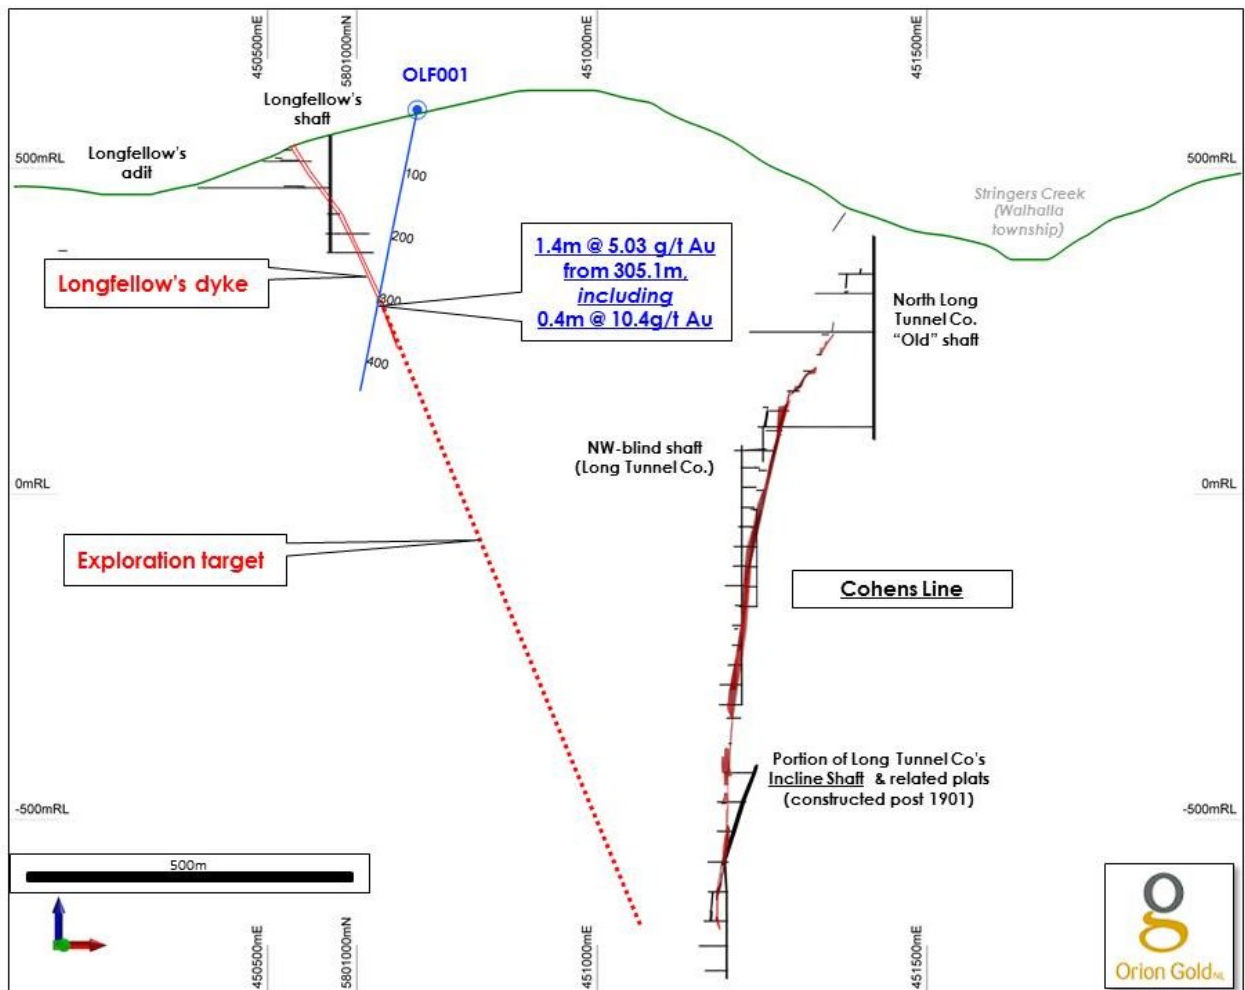 450500mE
5801000mN
451000mE
451500mE
OLF001
Longfellow's
shaft
Longfellow's
adit
500mRL
500mRL
100
200
300
400
Stringers Creek
(Walhalla
township)
1.4m @ 5.03 g/t Au
from 305.1m,
including
0.4m @ 10.4g/t Au
Longfellow's dyke
North Long
Tunnel Co.
“Old” shaft
NW-blind shaft
(Long Tunnel Co.)
0mRL
0mRL
Exploration target
Cohens Line
Portion of Long Tunnel Co's
Incline Shaft & related plats
(constructed post 1901)
-500mRL
-500mRL
500m
450500mE
5801000mN
451000mE
451500mE
Orion Gold NL